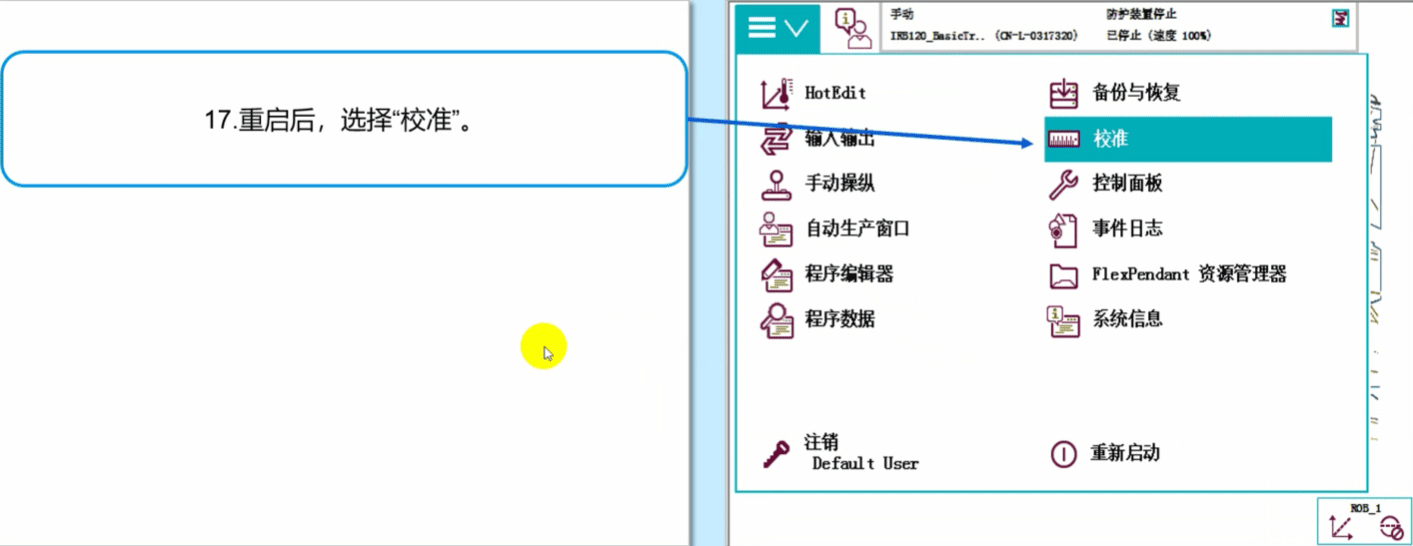 17.重启后，选择“校准”。
手动
防护装置停止
IRB120_BasicTr.. (CN-L-0317320)
已停止 (速度 100%)
HotEdit
备份与恢复
输入输出
校准
手动操纵
控制面板
自动生产窗口
事件日志
程序编辑器
FlexPendant 资源管理器
程序数据
系统信息
注销
Default User
重新启动
ROB_1